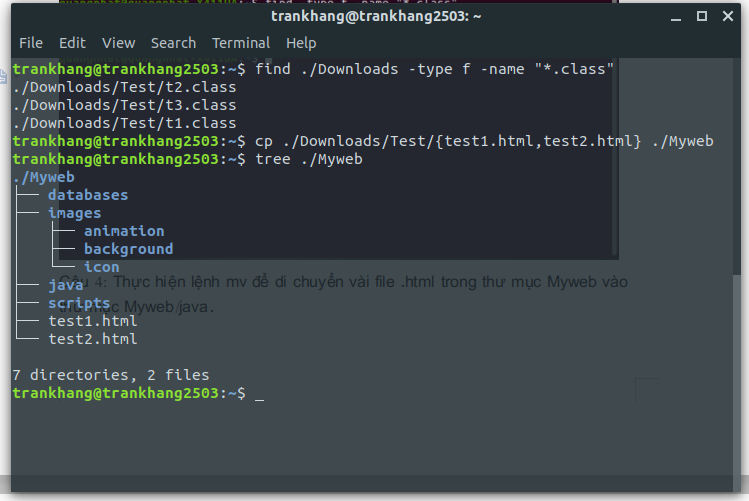 trankhang@trankhang2503: ~
File Edit View Search Terminal Help
trankhang@trankhang2503:~$ find ./Downloads -type f -name "*.class"
./Downloads/Test/t2.class
./Downloads/Test/t3.class
./Downloads/Test/t1.class
trankhang@trankhang2503:~$ cp ./Downloads/Test/{test1.html,test2.html} ./Myweb
trankhang@trankhang2503:~$ tree ./Myweb
./Myweb
├── databases
├── images
│   ├── animation
│   ├── background
│   └── icon
├── java
├── scripts
├── test1.html
└── test2.html
7 directories, 2 files
trankhang@trankhang2503:~$ _
Câu 4: Thực hiện lệnh mv để di chuyển vài file .html trong thư mục Myweb vào
thư mục Myweb/java.